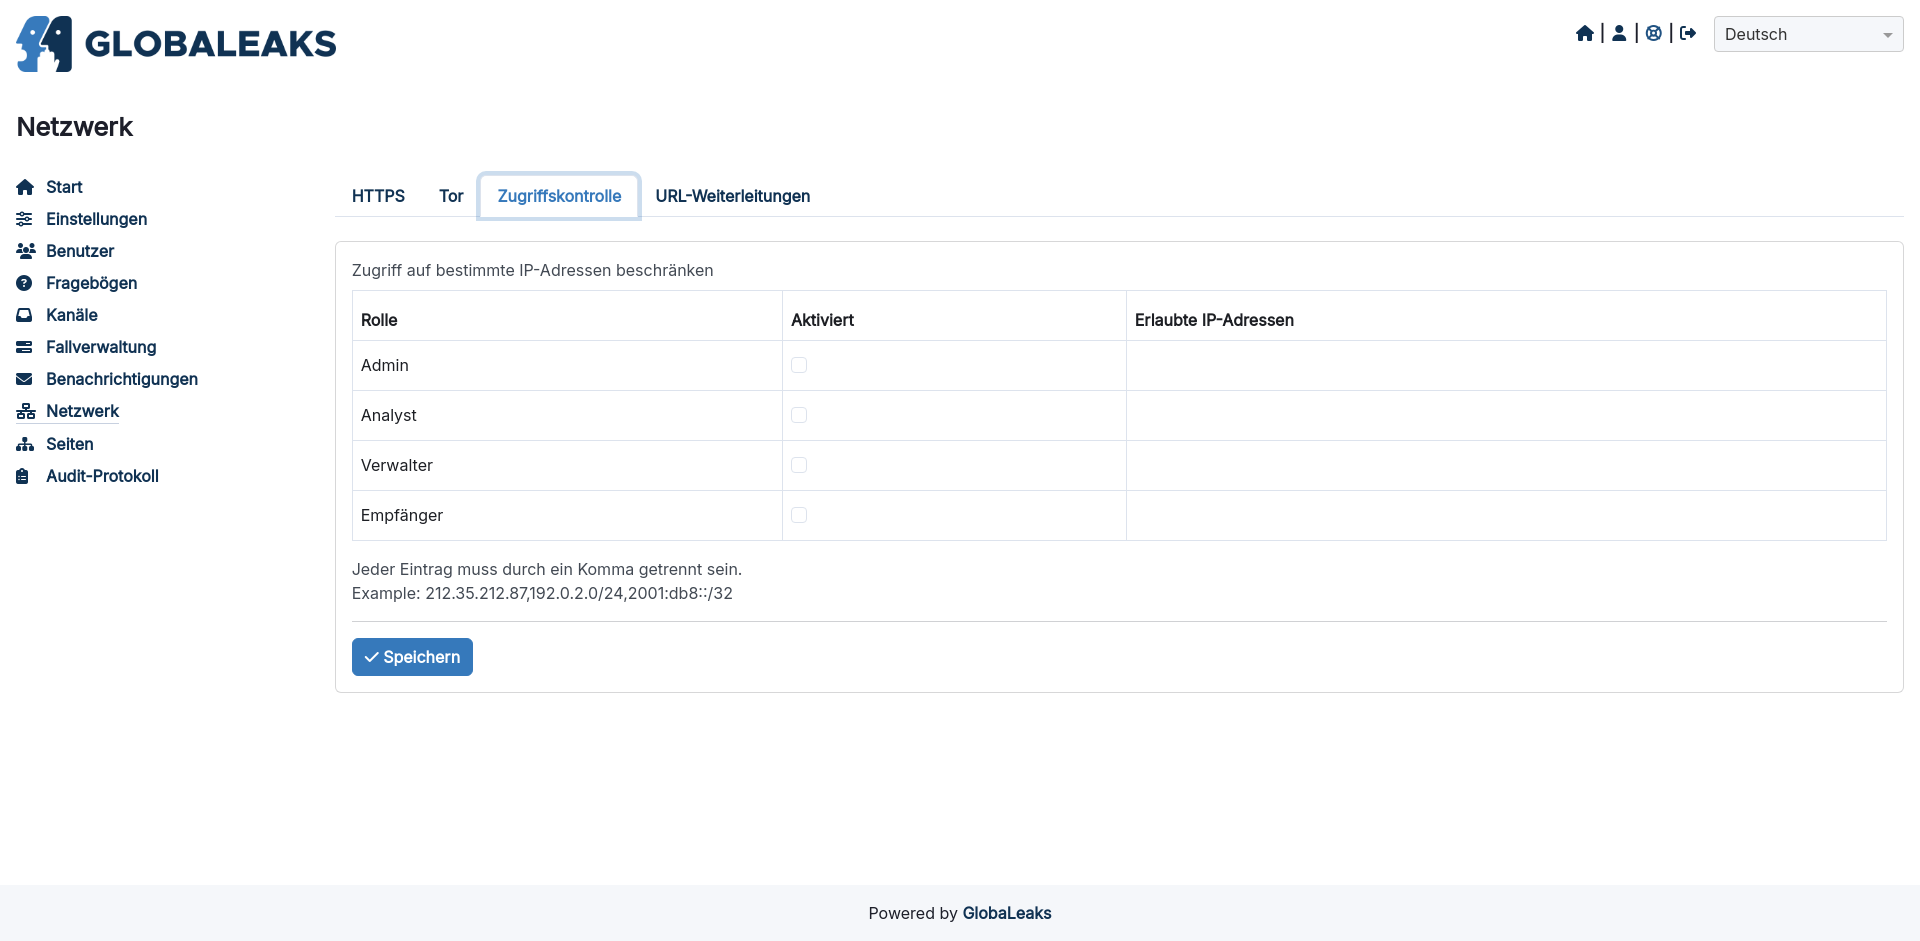 GLOBALEAKS
Deutsch
Netzwerk
Start
Einstellungen
Benutzer
Fragebögen
Kanäle
Fallverwaltung
Benachrichtigungen
Netzwerk
Seiten
Audit-Protokoll
HTTPS Tor Zugriffskontrolle URL-Weiterleitungen
Zugriff auf bestimmte IP-Adressen beschränken
Rolle Aktiviert Erlaubte IP-Adressen
Admin
Analyst
Verwalter
Empfänger
Jeder Eintrag muss durch ein Komma getrennt sein.
Example: 212.35.212.87,192.0.2.0/24,2001:db8::/32
Speichern
Powered by GlobaLeaks